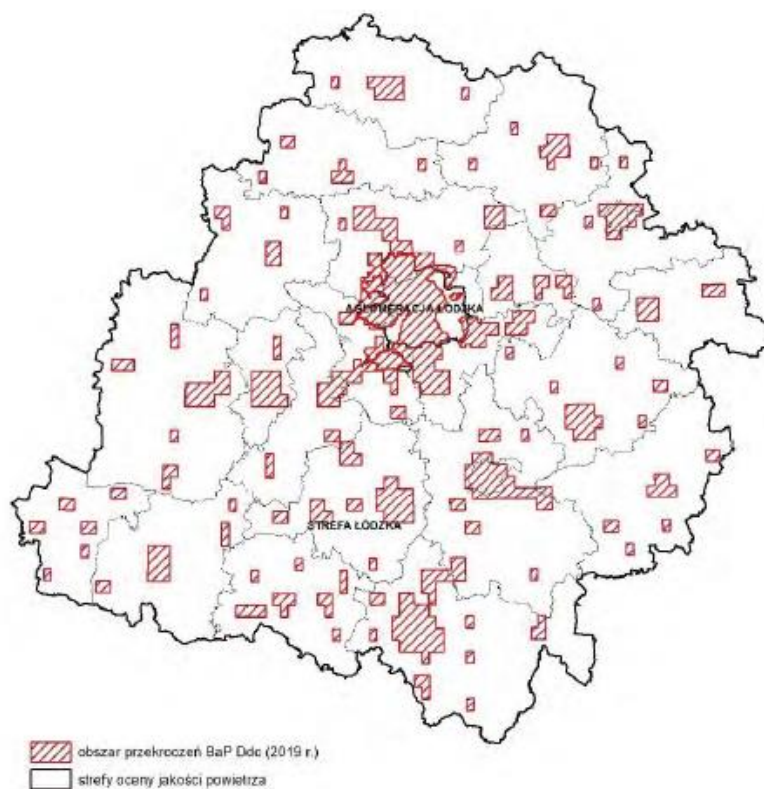 AGLOMERACJA ŁÓDZKA
STREFA ŁÓDZKA
obszar przekroczeń BaP Ddc (2019 r.)
strefy oceny jakości powietrza